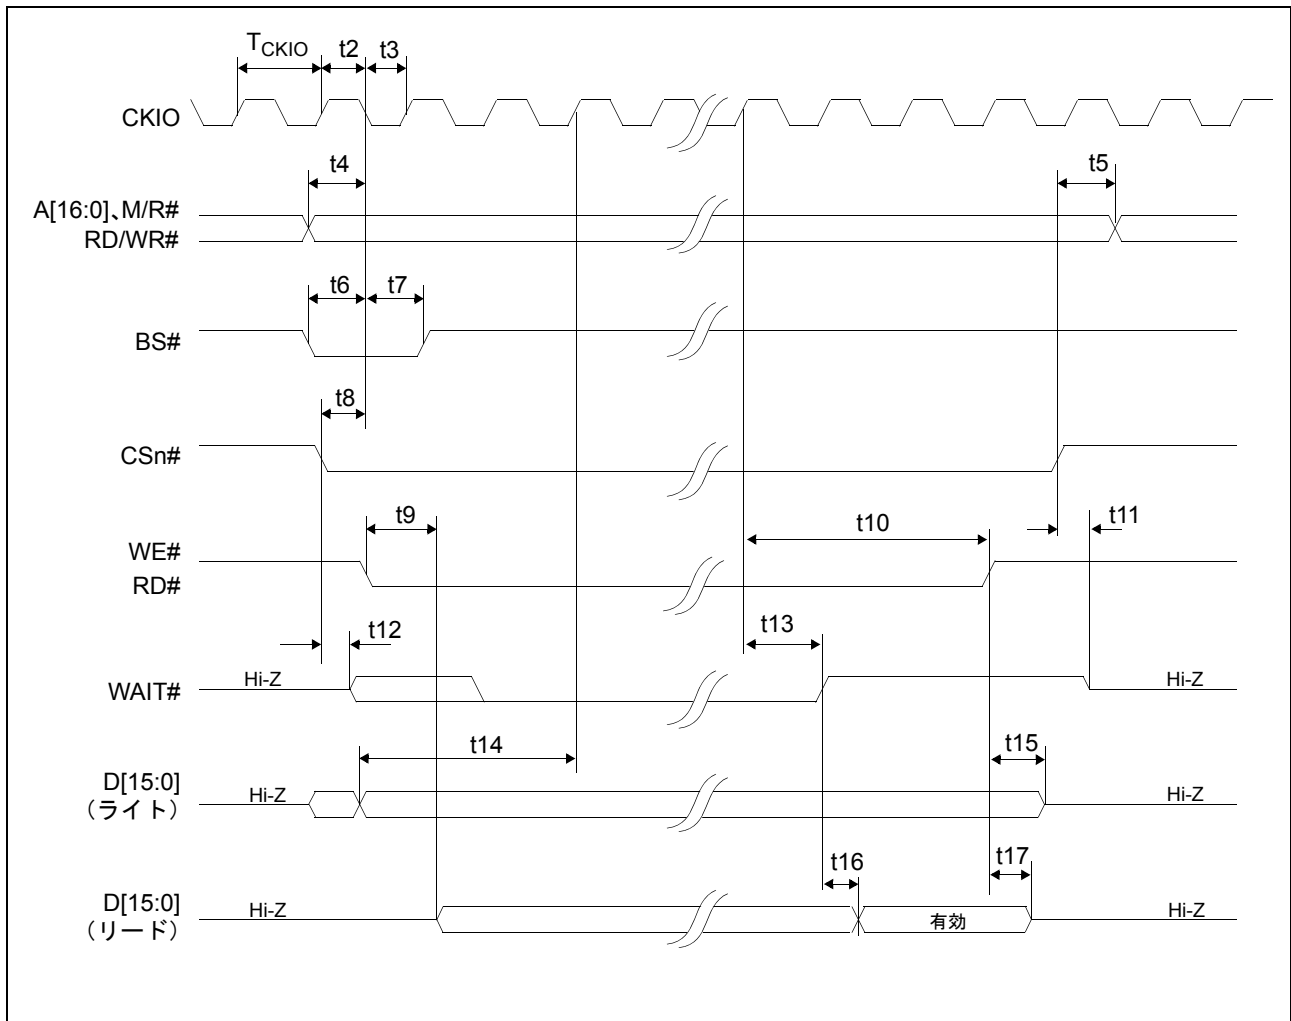 TCKIO t2 t3
CKIO
t4 t5
A[16:0]、M/R#
RD/WR#
t6 t7
BS#
t8
CSn#
t9 t10 t11
WE#
RD#
t12 t13
WAIT# Hi-Z Hi-Z
t14 t15
D[15:0]
（ライト） Hi-Z Hi-Z
t16 t17
D[15:0]
（リード） Hi-Z 有効 Hi-Z